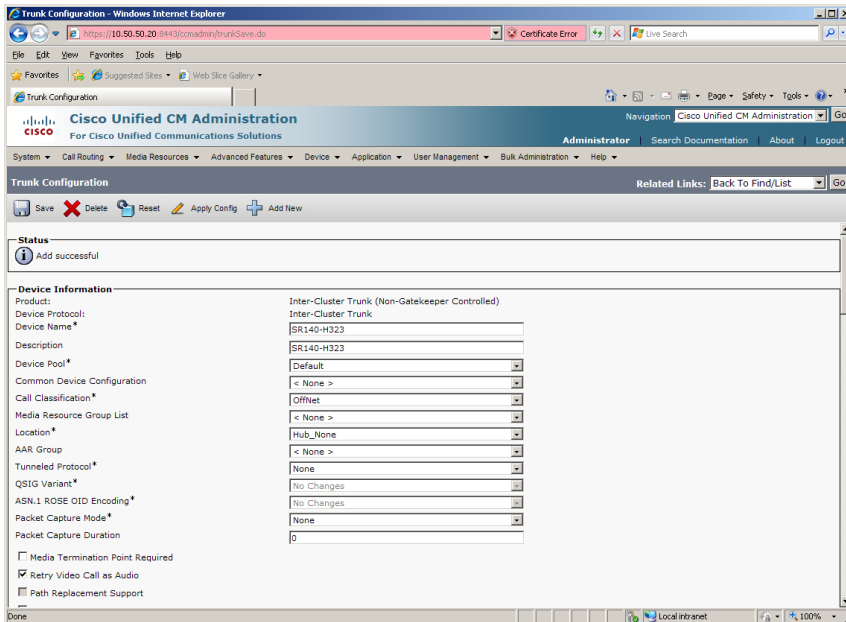 Trunk Configuration - Windows Internet Explorer
https://10.50.50.20:8443/ccmadmin/trunkSave.do
Certificate Error
Live Search
File Edit View Favorites Tools Help
Favorites Suggested Sites Web Slice Gallery
Trunk Configuration
Page Safety Tools
cisco
Cisco Unified CM Administration
For Cisco Unified Communications Solutions
Navigation Cisco Unified CM Administration Go
Administrator | Search Documentation | About | Logout
System Call Routing Media Resources Advanced Features Device Application User Management Bulk Administration Help
Trunk Configuration
Related Links: Back To Find/List Go
Save Delete Reset Apply Config Add New
Status
Add successful
Device Information
Product: Inter-Cluster Trunk (Non-Gatekeeper Controlled)
Device Protocol: Inter-Cluster Trunk
Device Name* SR140-H323
Description SR140-H323
Device Pool* Default
Common Device Configuration < None >
Call Classification* OffNet
Media Resource Group List < None >
Location* Hub_None
AAR Group < None >
Tunneled Protocol* None
QSIG Variant* No Changes
ASN.1 ROSE OID Encoding* No Changes
Packet Capture Mode* None
Packet Capture Duration 0
Media Termination Point Required
Retry Video Call as Audio
Path Replacement Support
Done Local intranet 100%